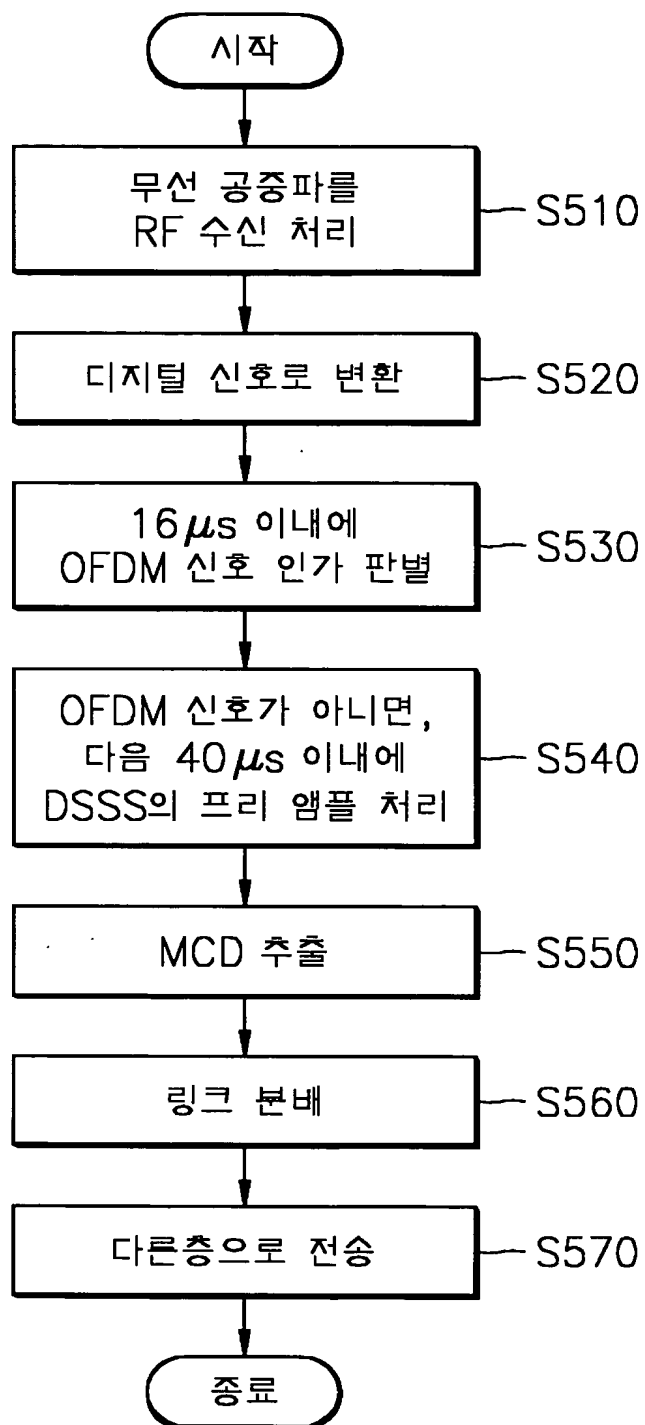 시작
무선 공중파를
RF 수신 처리
S510
디지털 신호로 변환
S520
16μs 이내에
OFDM 신호 인가 판별
S530
OFDM 신호가 아니면,
다음 40μs 이내에
DSSS의 프리 앰플 처리
S540
MCD 추출
S550
링크 분배
S560
다른층으로 전송
S570
종료